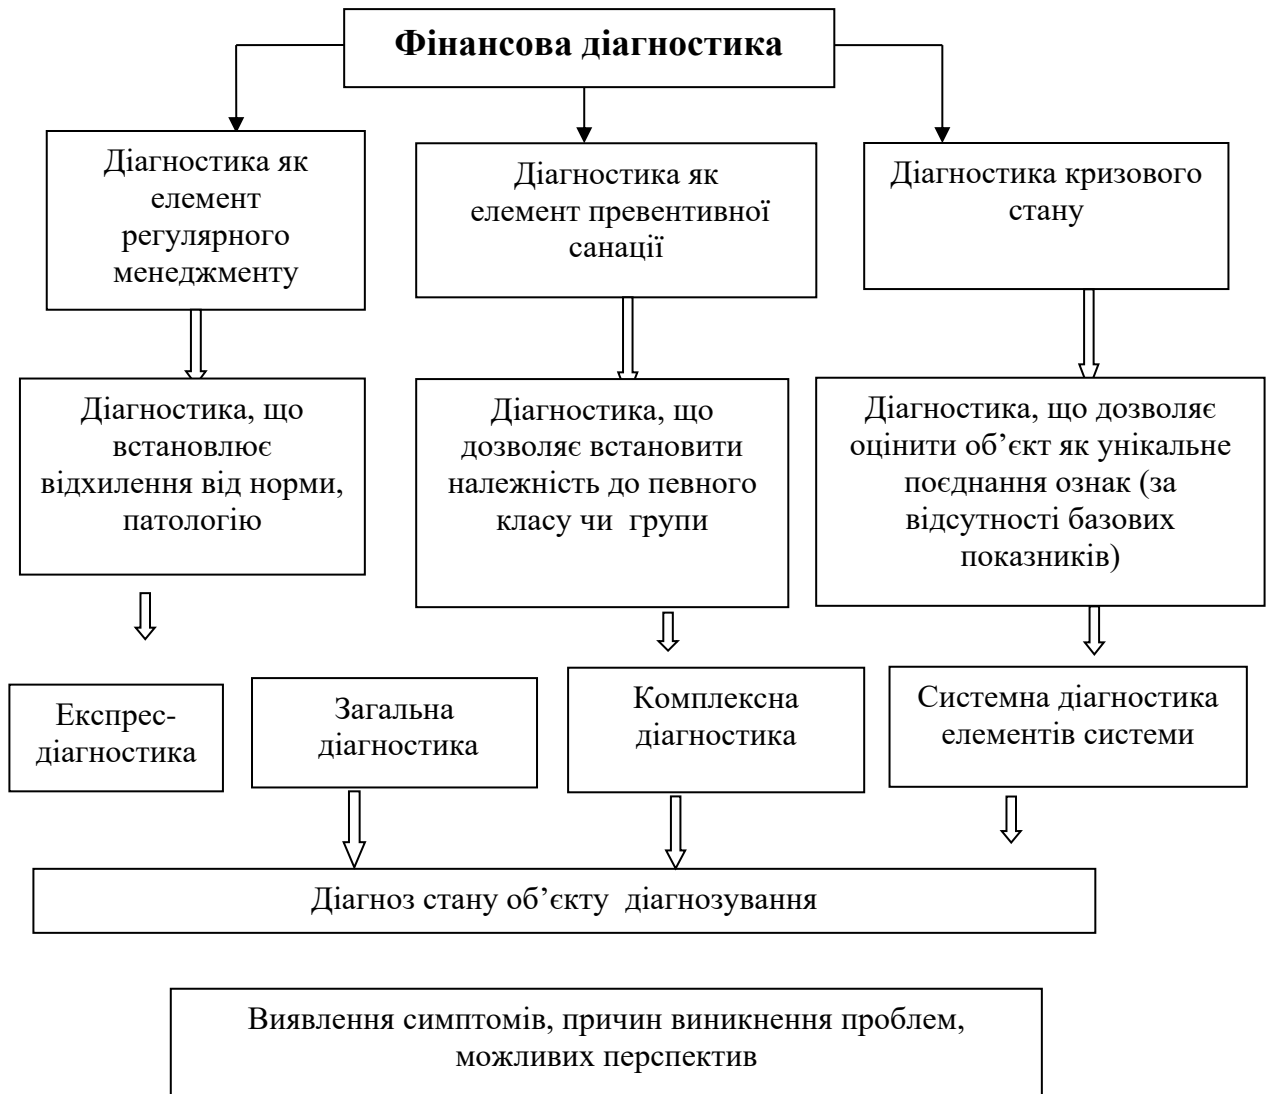 Фінансова діагностика
Діагностика як
елемент
регулярного
менеджменту
Діагностика як
елемент превентивної
санації
Діагностика кризового
стану
Діагностика, що
встановлює
відхилення від норми,
патологію
Діагностика, що
дозволяє встановити
належність до певного
класу чи групи
Діагностика, що дозволяє
оцінити об’єкт як унікальне
поєднання ознак (за
відсутності базових
показників)
Експрес-
діагностика
Загальна
діагностика
Комплексна
діагностика
Системна діагностика
елементів системи
Діагноз стану об’єкту діагнозування
Виявлення симптомів, причин виникнення проблем,
можливих перспектив